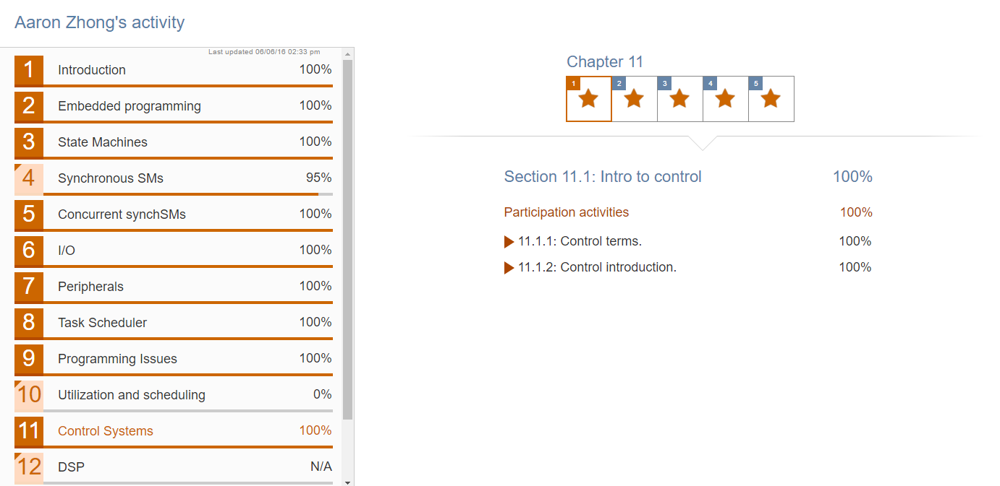 Aaron Zhong's activity
Last updated 06/06/16 02:33 pm
1 Introduction 100%
2 Embedded programming 100%
3 State Machines 100%
4 Synchronous SMs 95%
5 Concurrent synchSMs 100%
6 I/O 100%
7 Peripherals 100%
8 Task Scheduler 100%
9 Programming Issues 100%
10 Utilization and scheduling 0%
11 Control Systems 100%
12 DSP N/A
Chapter 11
1 2 3 4 5
Section 11.1: Intro to control 100%
Participation activities 100%
11.1.1: Control terms. 100%
11.1.2: Control introduction. 100%